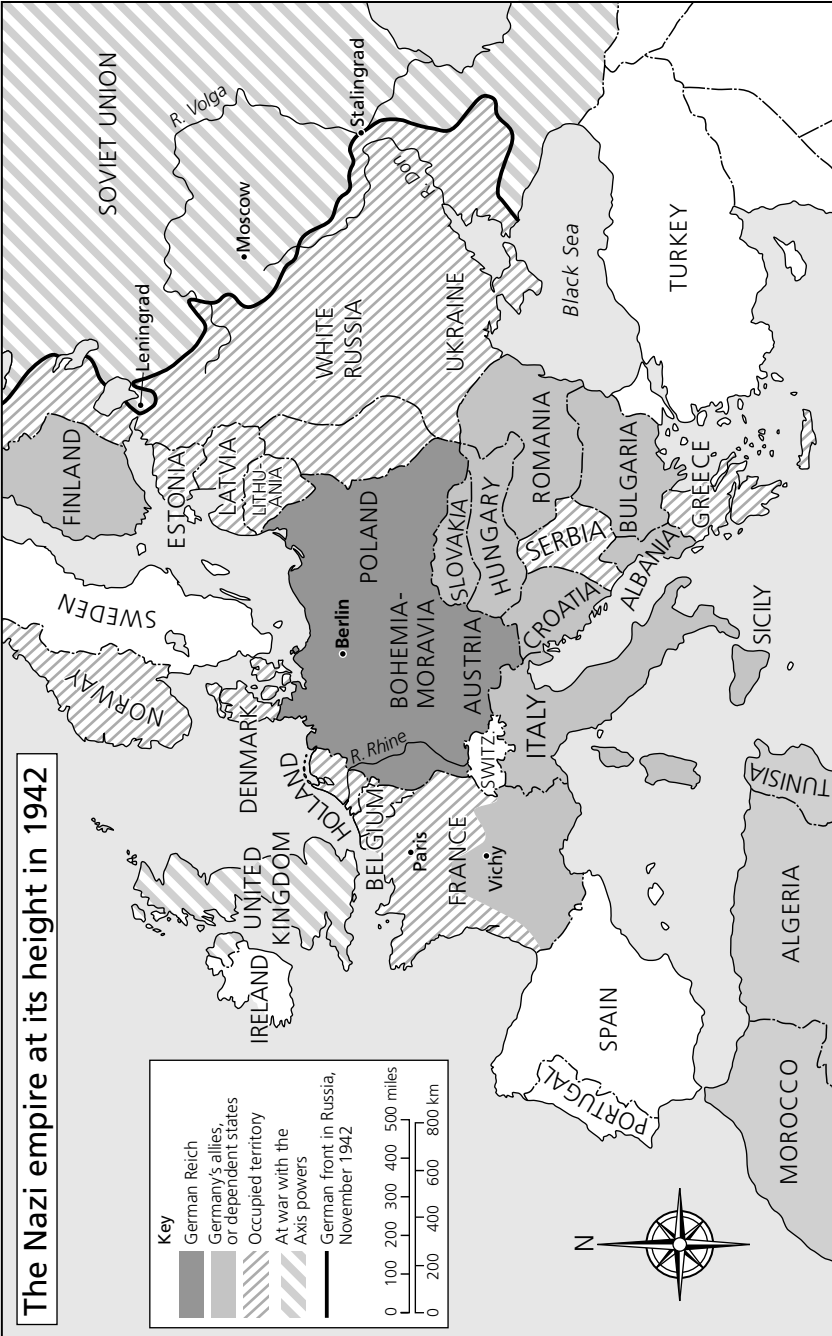 The Nazi empire at its height in 1942
Key
German Reich
Germany's allies,
or dependent states
Occupied territory
At war with the
Axis powers
German front in Russia,
November 1942
0 100 200 300 400 500 miles
0 200 400 600 800 km
N
NORWAY
SWEDEN
FINLAND
Leningrad
SOVIET UNION
R. Volga
Moscow
Stalingrad
R. Don
ESTONIA
LATVIA
LITHU-
ANIA
WHITE
RUSSIA
UKRAINE
DENMARK
IRELAND
UNITED
KINGDOM
HOLLAND
BELGIUM
R. Rhine
Berlin
POLAND
BOHEMIA-
MORAVIA
AUSTRIA
SLOVAKIA
HUNGARY
ROMANIA
Black Sea
Paris
FRANCE
Vichy
SWITZ
ITALY
CROATIA
SERBIA
BULGARIA
ALBANIA
GREECE
TURKEY
PORTUGAL
SPAIN
SICILY
MOROCCO
ALGERIA
TUNISIA